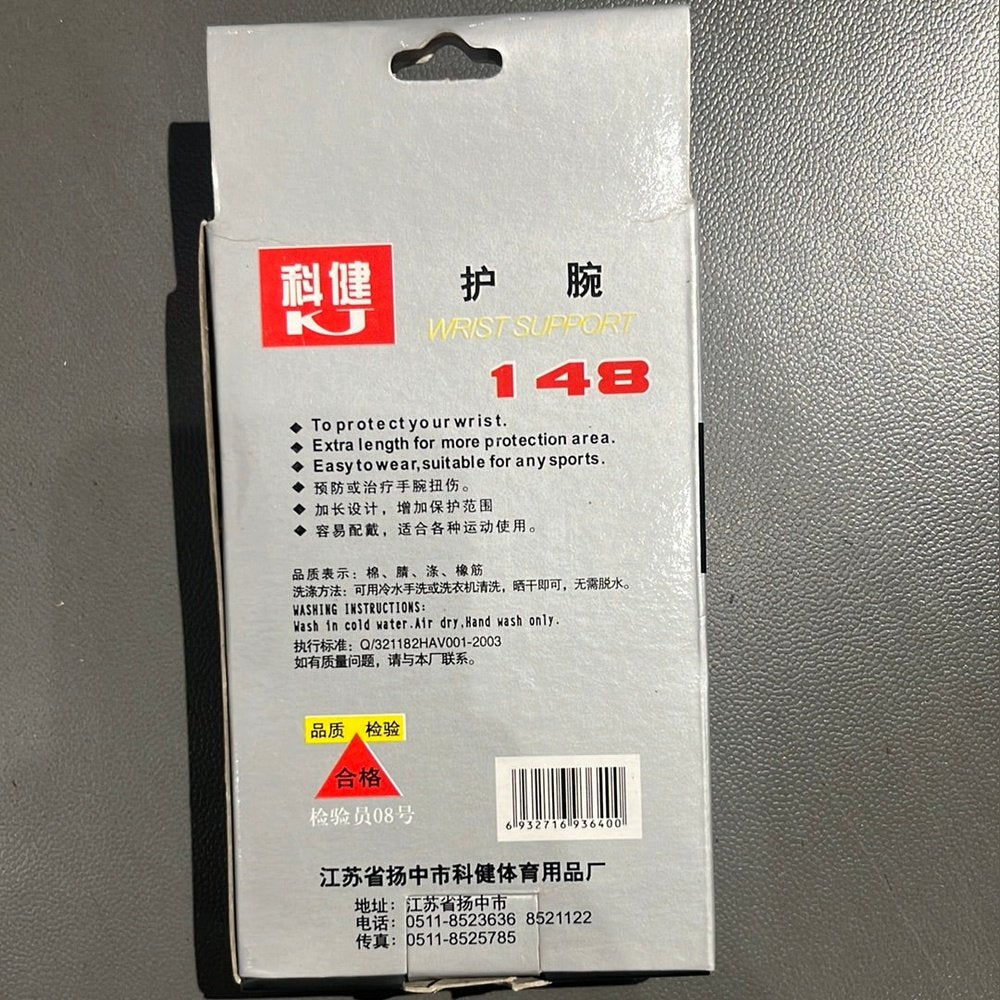 科健
KJ
护 腕
WRIST SUPPORT
148
◆ To protect your wrist.
◆ Extra length for more protection area.
◆ Easy to wear,suitable for any sports.
◆ 预防或治疗手腕扭伤。
◆ 加长设计，增加保护范围
◆ 容易配戴，适合各种运动使用。
品质表示：棉、腈、涤、橡筋
洗涤方法：可用冷水手洗或洗衣机清洗，晒干即可，无需脱水。
WASHING INSTRUCTIONS:
Wash in cold water.Air dry,Hand wash only.
执行标准：Q/321182HAV001-2003
如有质量问题，请与本厂联系。
品质 检验
合格
检验员08号
6 932716 936400
江苏省扬中市科健体育用品厂
地址：江苏省扬中市
电话：0511-8523636 8521122
传真：0511-8525785